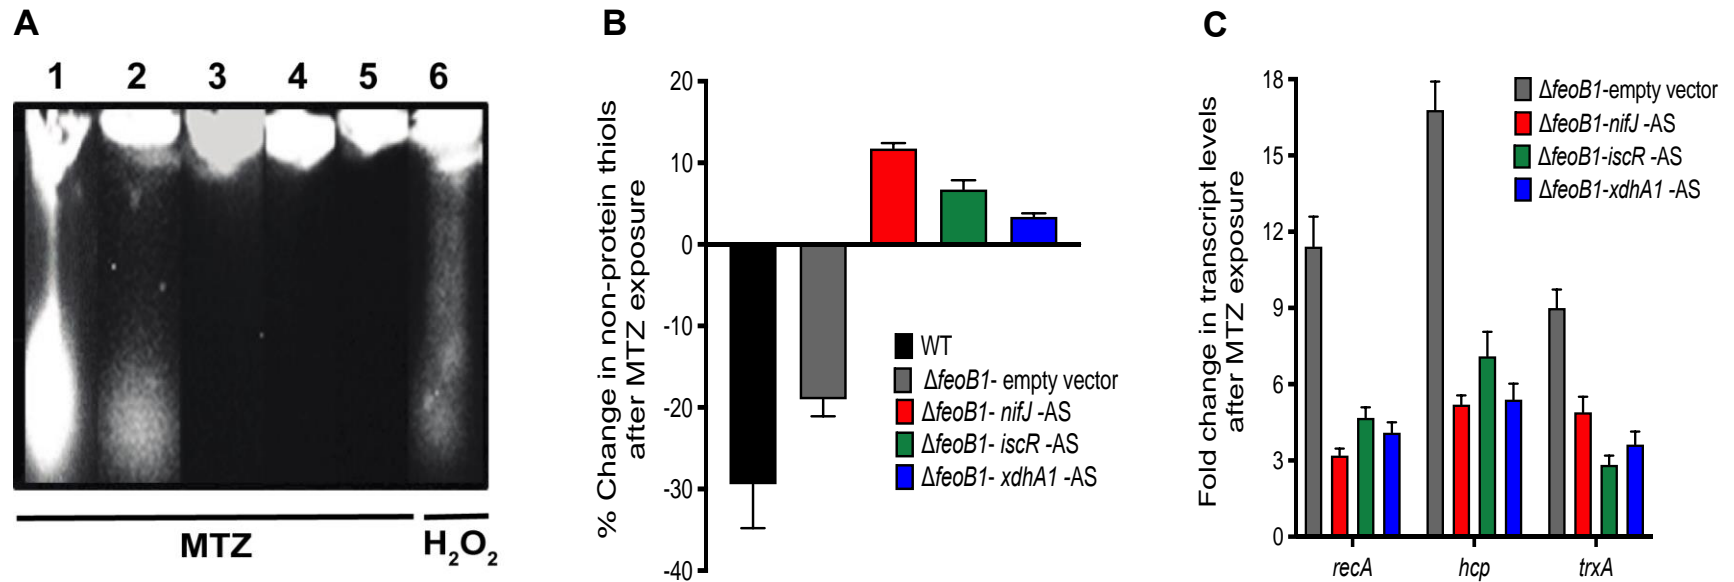 A
1 2 3 4 5 6
MTZ
H2O2
B
% Change in non-protein thiols
after MTZ exposure
20
10
0
-10
-20
-30
-40
WT
ΔfeoB1- empty vector
ΔfeoB1- nifJ -AS
ΔfeoB1- iscR -AS
ΔfeoB1- xdhA1 -AS
C
Fold change in transcript levels
after MTZ exposure
18
15
12
9
6
3
0
recA hcp trxA
ΔfeoB1-empty vector
ΔfeoB1-nifJ -AS
ΔfeoB1-iscR -AS
ΔfeoB1-xdhA1 -AS